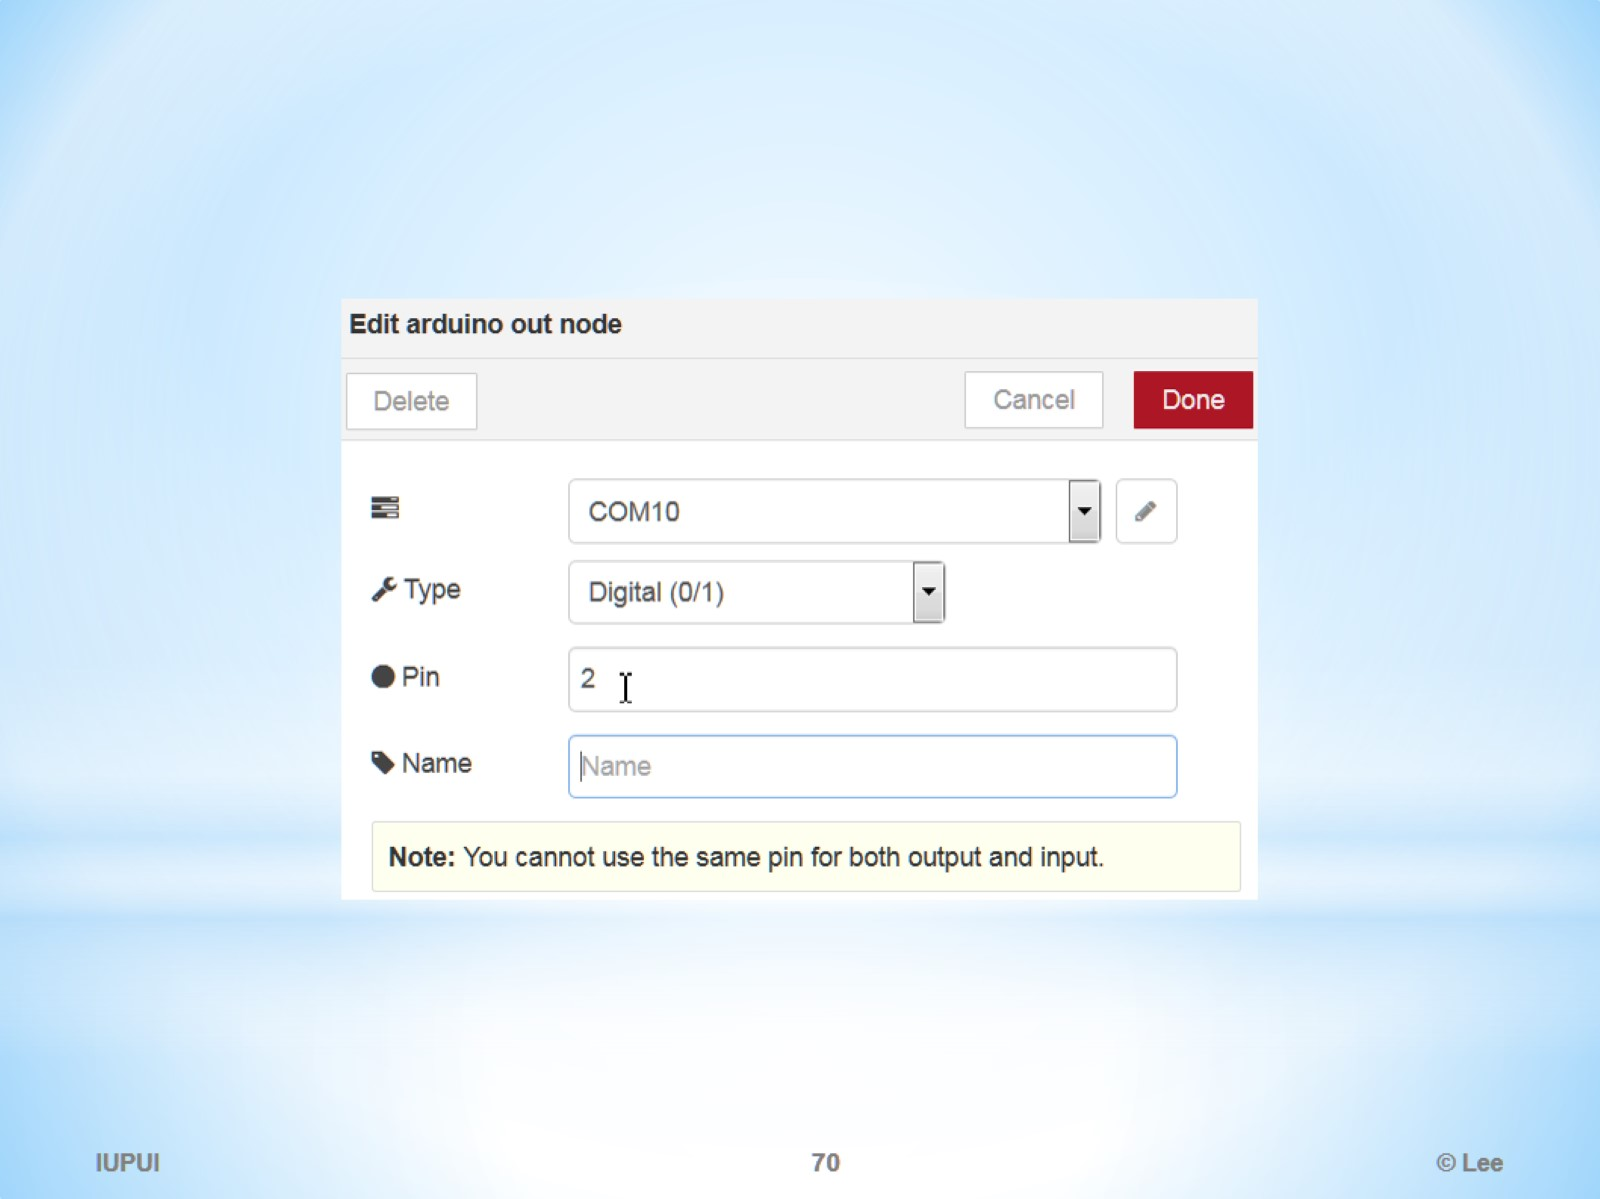 Edit arduino out node
Delete Cancel Done
COM10
Type Digital (0/1)
Pin 2
Name Name
Note: You cannot use the same pin for both output and input.
IUPUI 70 © Lee